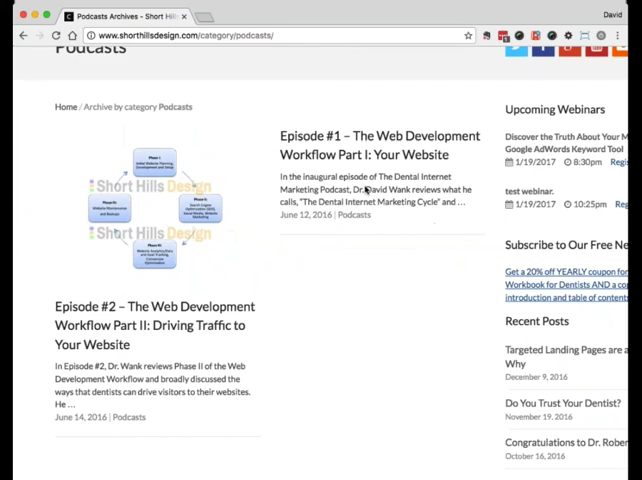 Podcasts Archives - Short Hills
David
www.shorthillsdesign.com/category/podcasts/
Podcasts
Home / Archive by category Podcasts
Short Hills Design
Short Hills Design
Episode #2 – The Web Development
Workflow Part II: Driving Traffic to
Your Website
In Episode #2, Dr. Wank reviews Phase II of the Web
Development Workflow and broadly discussed the
ways that dentists can drive visitors to their websites.
He ...
June 14, 2016 | Podcasts
Episode #1 – The Web Development
Workflow Part I: Your Website
In the inaugural episode of The Dental Internet
Marketing Podcast, Dr. David Wank reviews what he
calls, "The Dental Internet Marketing Cycle" and ...
June 12, 2016 | Podcasts
Upcoming Webinars
Discover the Truth About Your M
Google AdWords Keyword Tool
1/19/2017 8:30pm Regis
test webinar.
1/19/2017 10:25pm Reg
Subscribe to Our Free Ne
Get a 20% off YEARLY coupon for
Workbook for Dentists AND a co
introduction and table of contents
Recent Posts
Targeted Landing Pages are a
Why
December 9, 2016
Do You Trust Your Dentist?
November 19, 2016
Congratulations to Dr. Rober
October 16, 2016